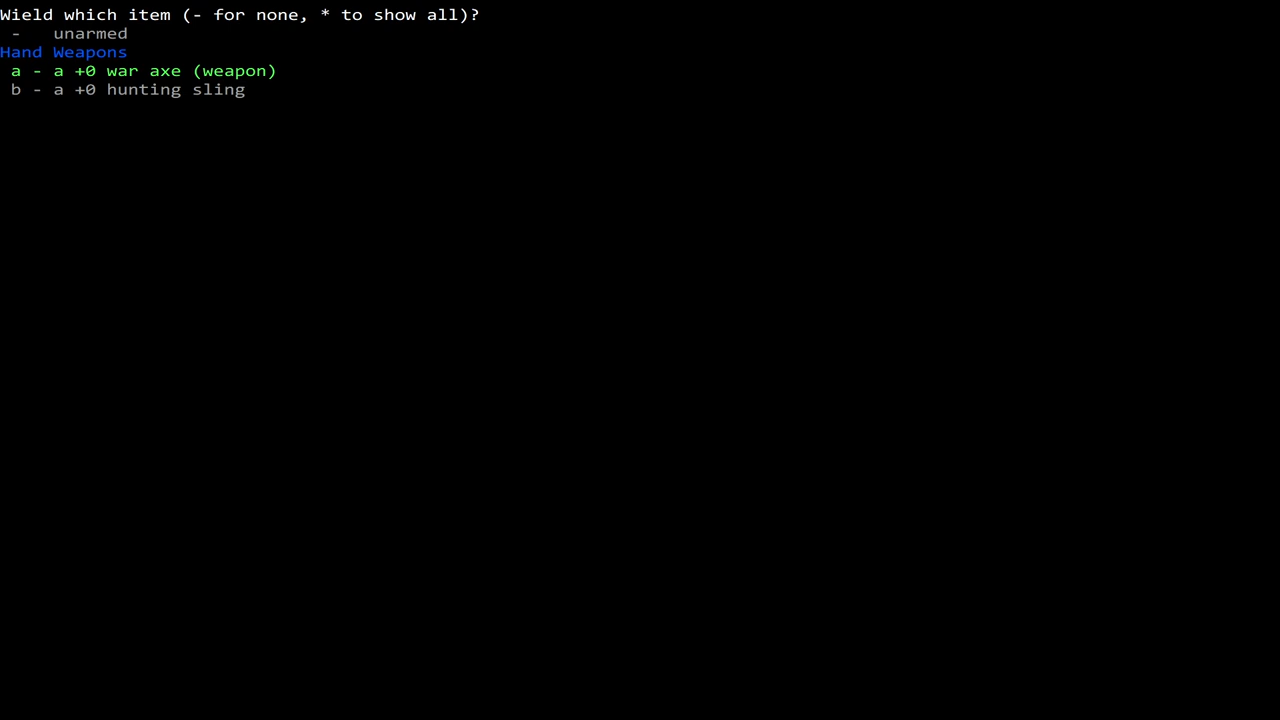 Wield which item (- for none, * to show all)?
-   unarmed
Hand Weapons
a - a +0 war axe (weapon)
b - a +0 hunting sling